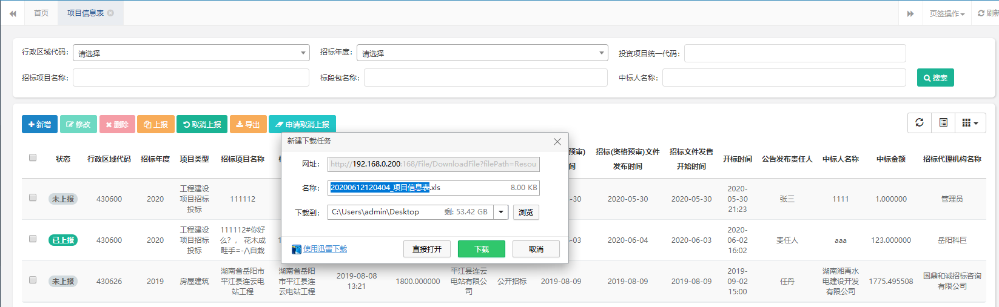 首页 项目信息表 页签操作 刷新
行政区域代码： 请选择 招标年度： 请选择 投资项目统一代码：
招标项目名称： 标段包名称： 中标人名称： 搜索
新增 修改 删除 上报 取消上报 导出 申请取消上报
新建下载任务
网址： http://192.168.0.200:168/File/DownloadFile?filePath=Resou
名称： 20200612120404_项目信息表.xls 8.00 KB
下载到： C:\Users\admin\Desktop 剩: 53.42 GB 浏览
使用迅雷下载 直接打开 下载 取消
状态 行政区域代码 招标年度 项目类型 招标项目名称 预审)
间 招标(资格预审)文件
发布时间 招标文件发售
开始时间 开标时间 公告发布责任人 中标人名称 中标金额 招标代理机构名称
未上报 430600 2020 工程建设
项目招标
投标 111112 -30 2020-05-30 2020-05-30 2020-
05-30
21:23 张三 1111 1.000000 管理员
已上报 430600 2020 工程建设
项目招标
投标 111112#你好
么？，花木成
畦手=-八自栽 -03 2020-06-04 2020-06-03 2020-
06-02
16:02 责任人 aaa 123.000000 岳阳科巨
未上报 430626 2019 房屋建筑 湖南省岳阳市
平江县连云电
站工程 湖南省岳阳
市平江县连
云电站工程 2019-08-08
13:21 1800.000000 平江县连云
电站有限公
司 公开招标 2019-08-09 2019-08-09 2019-08-09 2019-
09-02
15:00 任丹 湖南湘禹水
电建设开发
有限公司 1775.495508 国鼎和诚招标咨询
有限公司